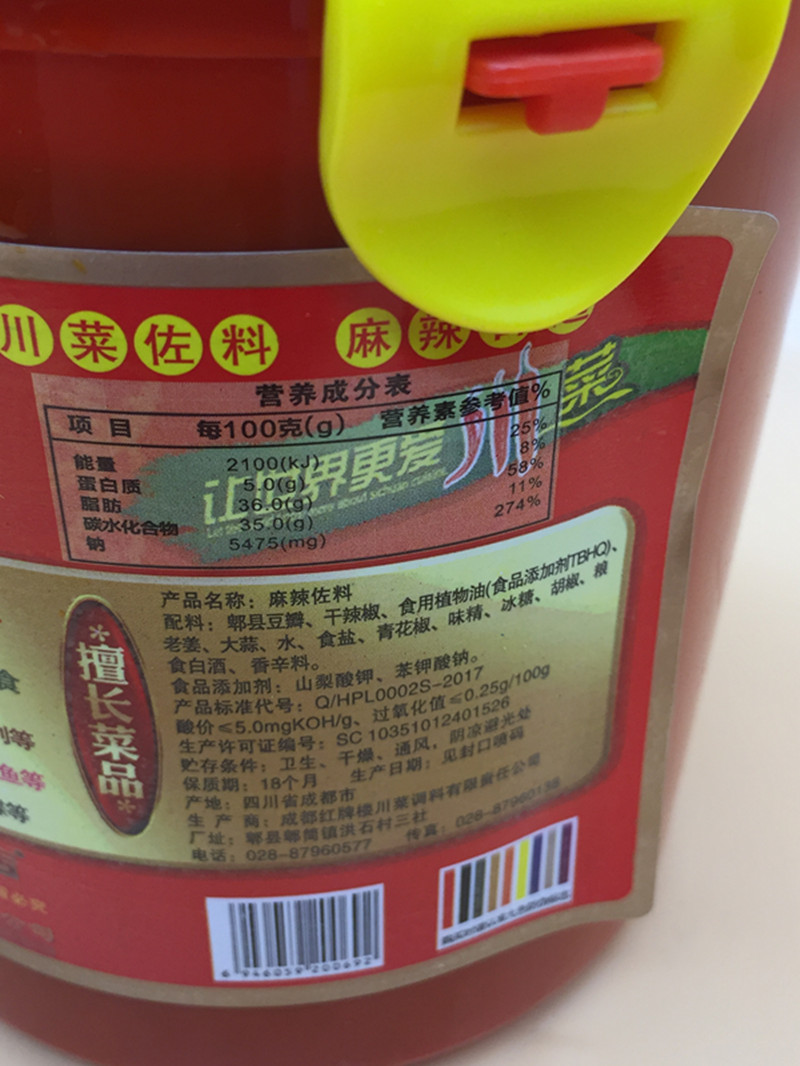 川菜佐料 麻辣
营养成分表
项目 每100克(g) 营养素参考值%
能量 2100(kJ) 25%
蛋白质 5.0(g) 8%
脂肪 36.0(g) 58%
碳水化合物 35.0(g) 11%
钠 5475(mg) 274%
让世界更爱川菜
产品名称：麻辣佐料
配料：郫县豆瓣、干辣椒、食用植物油(食品添加剂TBHQ)、
老姜、大蒜、水、食盐、青花椒、味精、冰糖、胡椒、粮
食白酒、香辛料。
食品添加剂：山梨酸钾、苯钾酸钠。
产品标准代号：Q/HPL0002S-2017
酸价≤5.0mgKOH/g、过氧化值≤0.25g/100g
生产许可证编号：SC 10351012401526
贮存条件：卫生、干燥、通风，阴凉避光处
保质期：18个月 生产日期：见封口喷码
产地：四川省成都市
生产商：成都红牌楼川菜调料有限责任公司
厂址：郫县郫筒镇洪石村三社
电话：028-87960577 传真：028-87960138
擅长菜品
食
等
鱼等
等
6 946059 200692